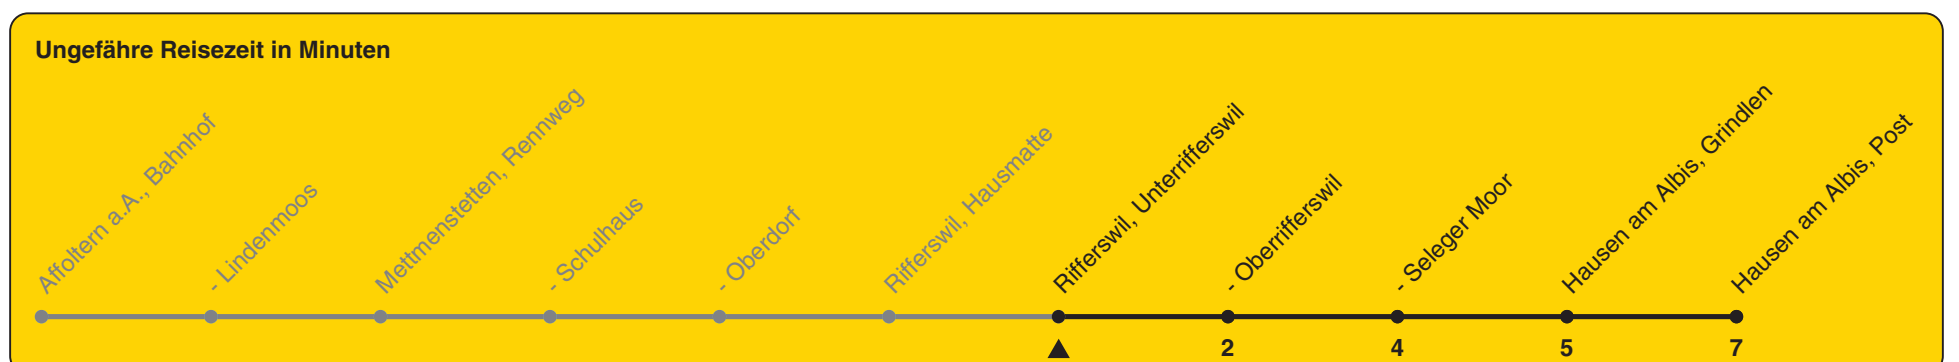 Ungefähre Reisezeit in Minuten
Affoltern a.A., Bahnhof
- Lindenmoos
Mettmenstetten, Rennweg
- Schulhaus
- Oberdorf
Rifferswil, Hausmatte
Rifferswil, Unterrifferswil
- Oberrifferswil
- Seleger Moor
Hausen am Albis, Grindlen
Hausen am Albis, Post
2 4 5 7